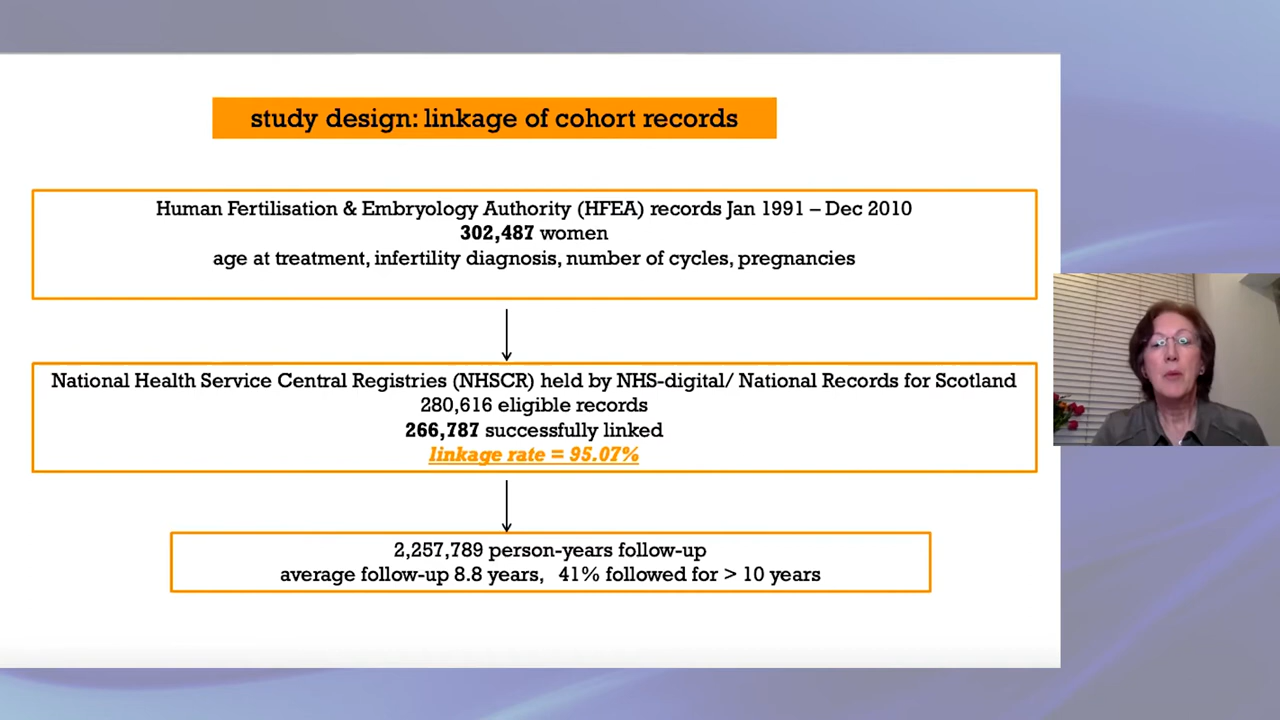 study design: linkage of cohort records
Human Fertilisation & Embryology Authority (HFEA) records Jan 1991 – Dec 2010
302,487 women
age at treatment, infertility diagnosis, number of cycles, pregnancies
National Health Service Central Registries (NHSCR) held by NHS-digital/ National Records for Scotland
280,616 eligible records
266,787 successfully linked
linkage rate = 95.07%
2,257,789 person-years follow-up
average follow-up 8.8 years, 41% followed for > 10 years